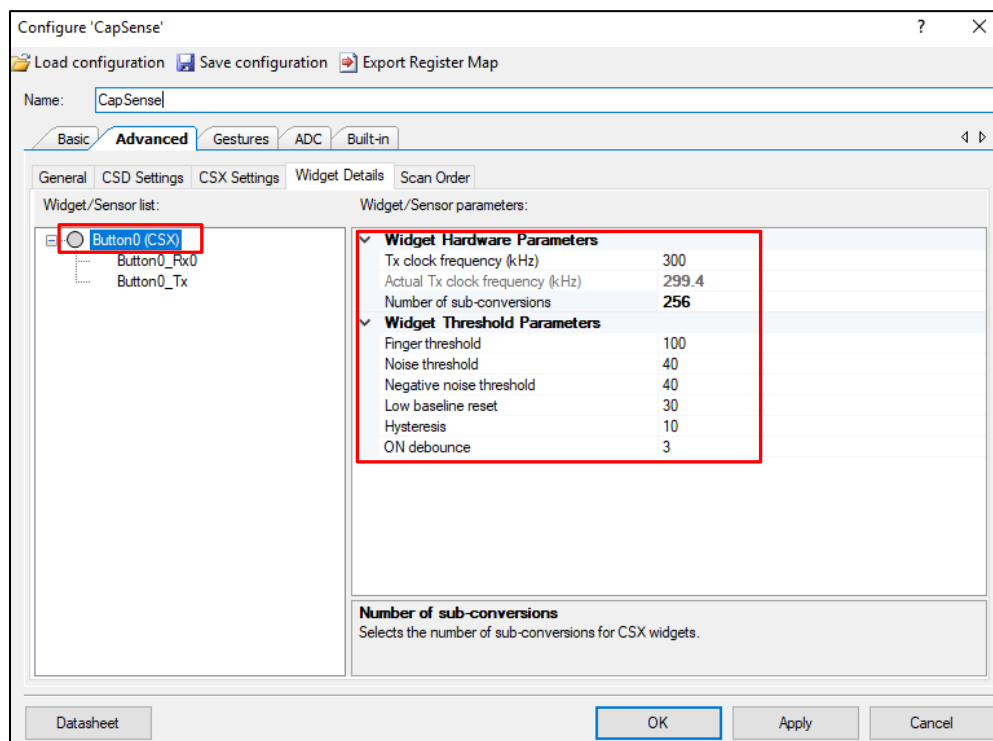 Configure 'CapSense' ?
Load configuration Save configuration Export Register Map
Name: CapSense
Basic Advanced Gestures ADC Built-in
General CSD Settings CSX Settings Widget Details Scan Order
Widget/Sensor list: Widget/Sensor parameters:
Button0 (CSX)
Button0_Rx0
Button0_Tx
Widget Hardware Parameters
Tx clock frequency (kHz) 300
Actual Tx clock frequency (kHz) 299.4
Number of sub-conversions 256
Widget Threshold Parameters
Finger threshold 100
Noise threshold 40
Negative noise threshold 40
Low baseline reset 30
Hysteresis 10
ON debounce 3
Number of sub-conversions
Selects the number of sub-conversions for CSX widgets.
Datasheet OK Apply Cancel